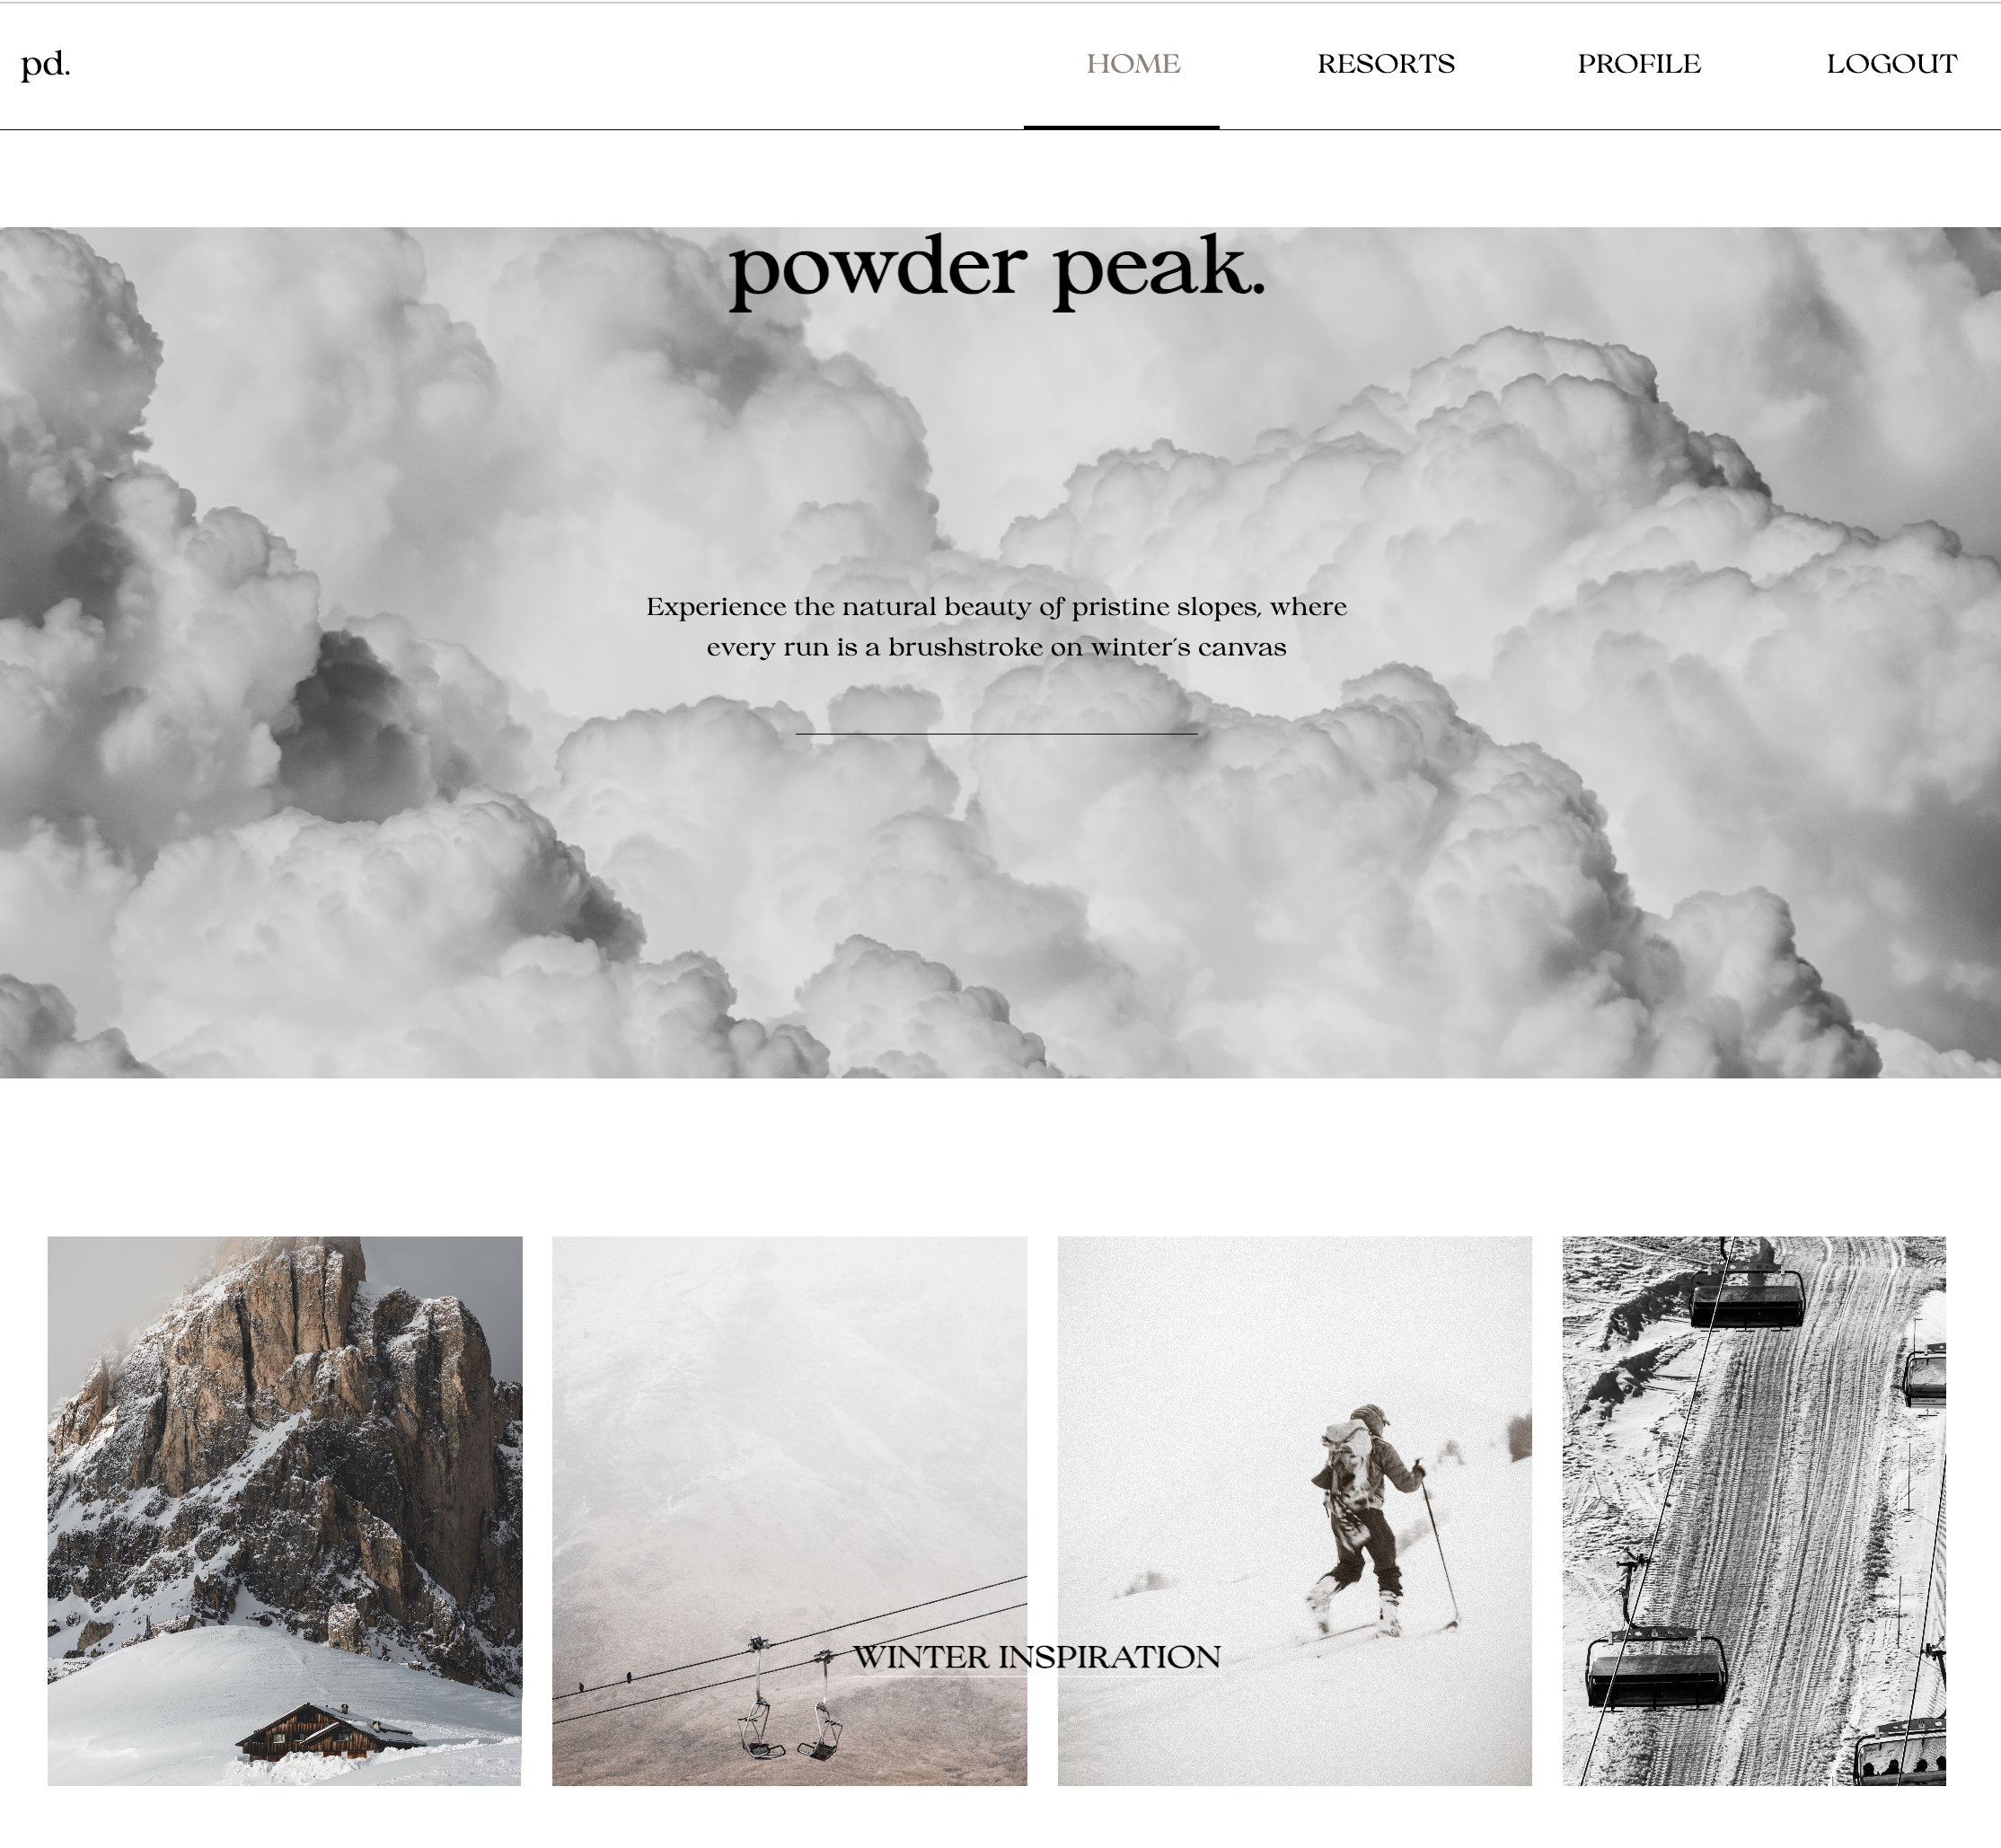 pd.
HOME
RESORTS
PROFILE
LOGOUT
powder peak.
Experience the natural beauty of pristine slopes, where
every run is a brushstroke on winter's canvas
WINTER INSPIRATION